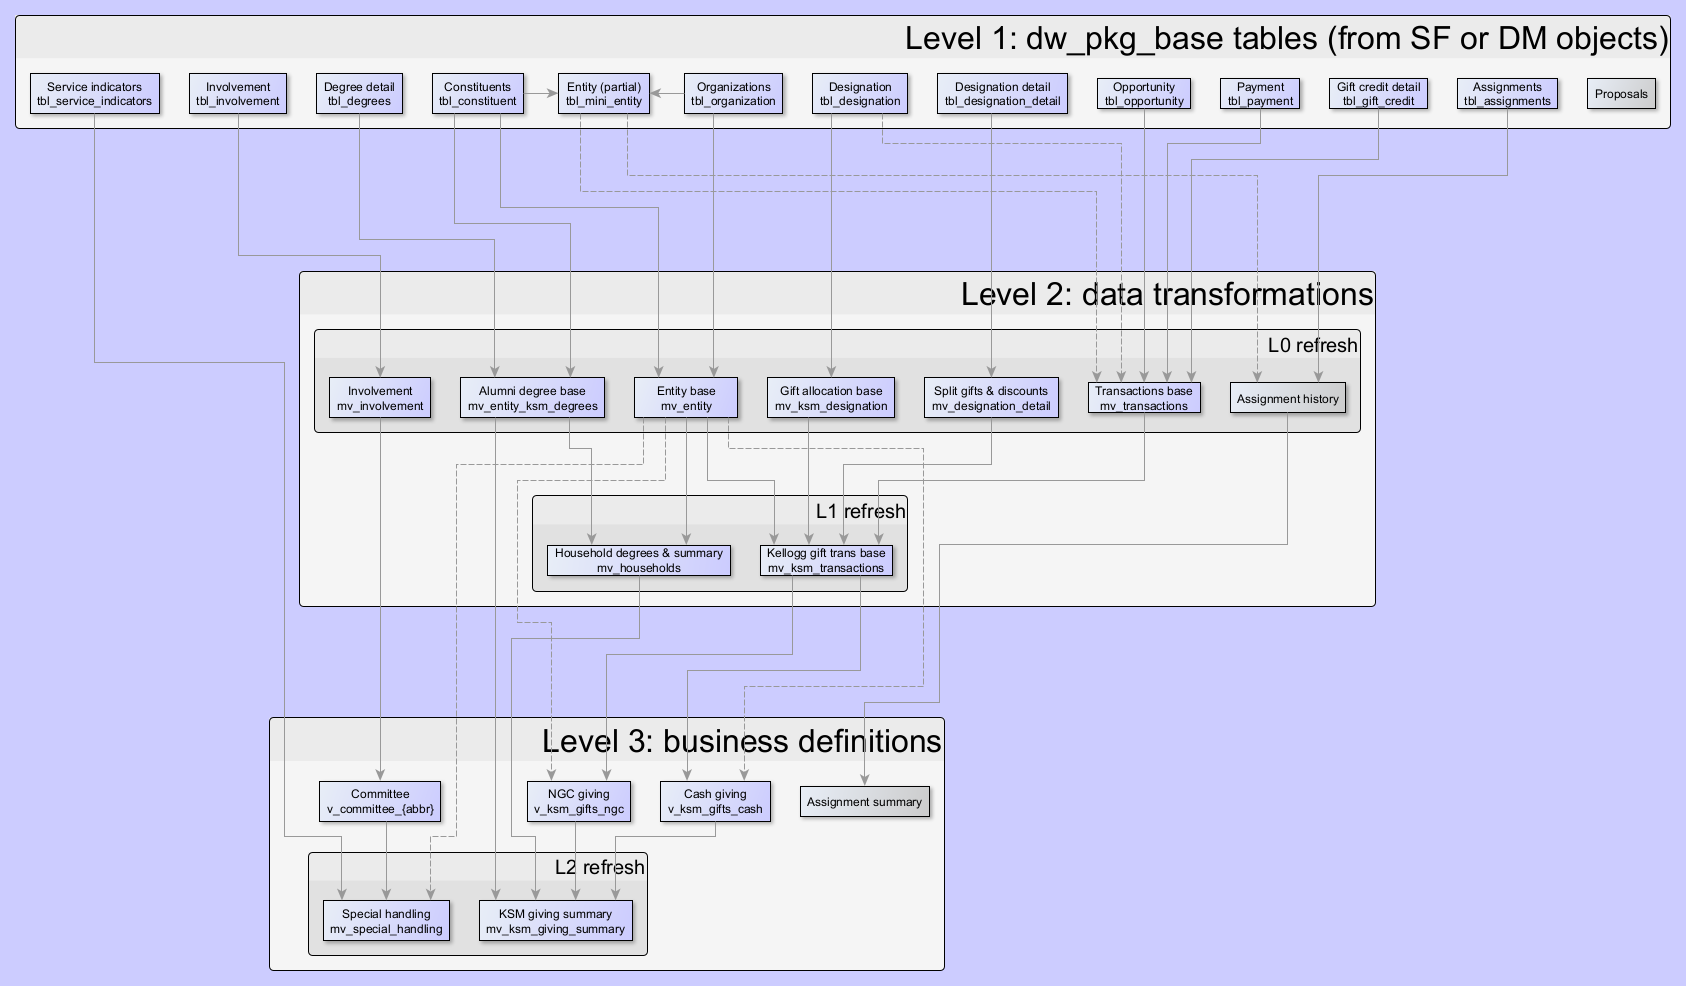 Level 1: dw_pkg_base tables (from SF or DM objects)
Service indicators
tbl_service_indicators
Involvement
tbl_involvement
Degree detail
tbl_degrees
Constituents
tbl_constituent
Entity (partial)
tbl_mini_entity
Organizations
tbl_organization
Designation
tbl_designation
Designation detail
tbl_designation_detail
Opportunity
tbl_opportunity
Payment
tbl_payment
Gift credit detail
tbl_gift_credit
Assignments
tbl_assignments
Proposals
Level 2: data transformations
L0 refresh
Involvement
mv_involvement
Alumni degree base
mv_entity_ksm_degrees
Entity base
mv_entity
Gift allocation base
mv_ksm_designation
Split gifts & discounts
mv_designation_detail
Transactions base
mv_transactions
Assignment history
L1 refresh
Household degrees & summary
mv_households
Kellogg gift trans base
mv_ksm_transactions
Level 3: business definitions
Committee
v_committee_{abbr}
NGC giving
v_ksm_gifts_ngc
Cash giving
v_ksm_gifts_cash
Assignment summary
L2 refresh
Special handling
mv_special_handling
KSM giving summary
mv_ksm_giving_summary